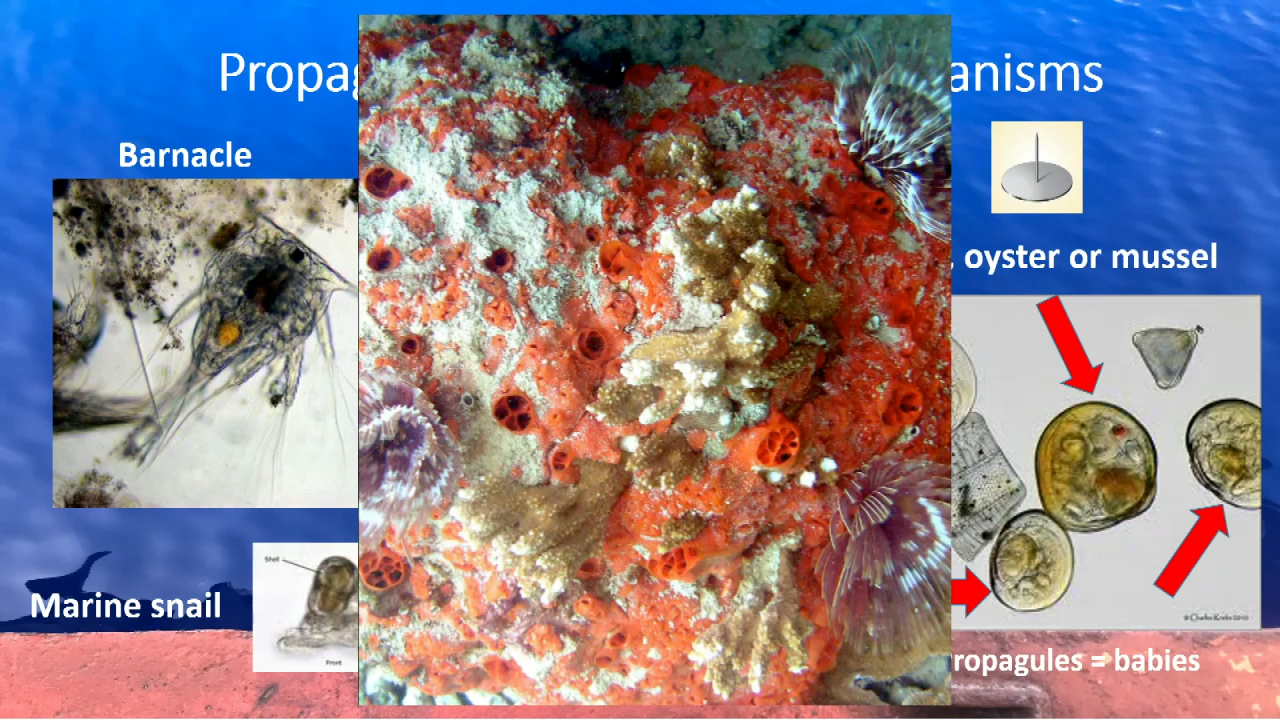 Propag
anisms
Barnacle
, oyster or mussel
Shell
Marine snail
Front
ropagules = babies